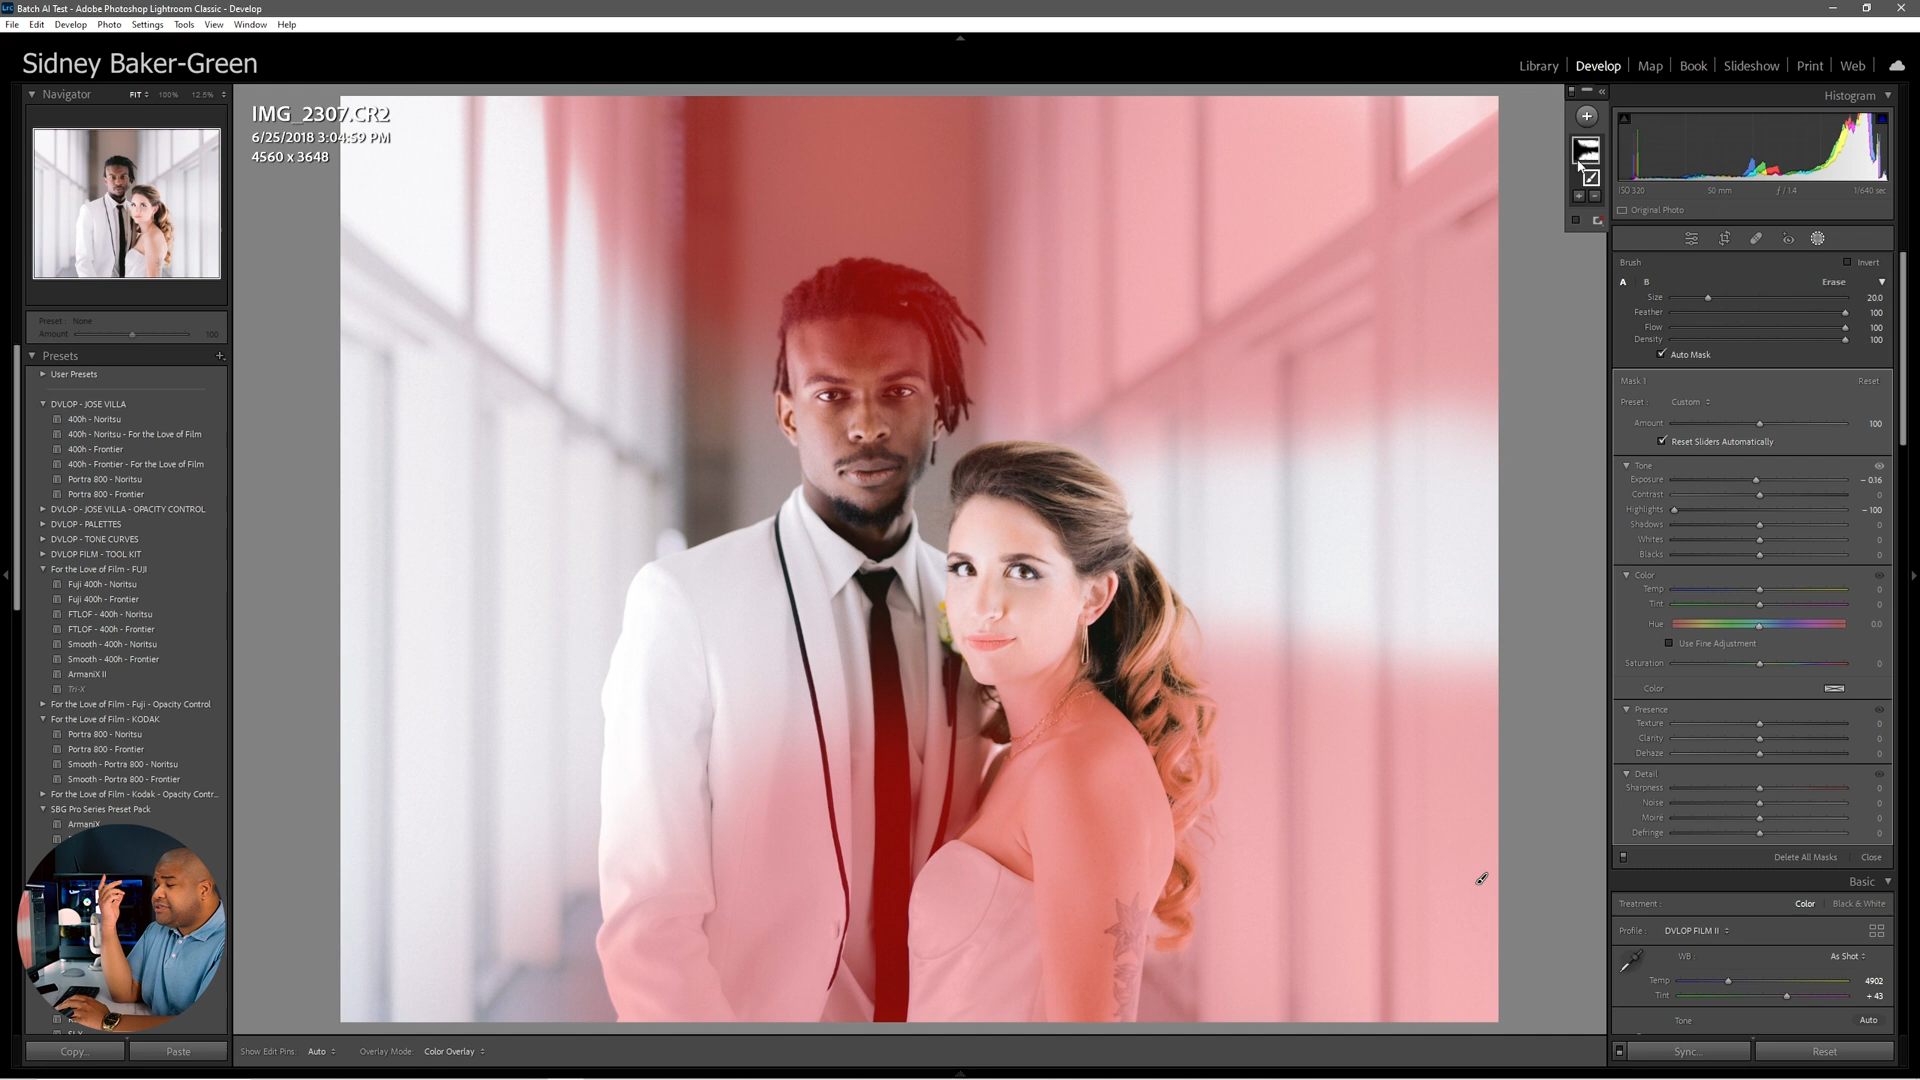 Batch AI Test - Adobe Photoshop Lightroom Classic - Develop
File Edit Develop Photo Settings Tools View Window Help
Sidney Baker-Green
Library | Develop | Map | Book | Slideshow | Print | Web
Navigator FIT 100% 12.5%
IMG_2307.CR2
6/25/2018 3:04:59 PM
4560 x 3648
Preset : None
Amount 100
Presets
User Presets
DVLOP - JOSE VILLA
400h - Noritsu
400h - Noritsu - For the Love of Film
400h - Frontier
400h - Frontier - For the Love of Film
Portra 800 - Noritsu
Portra 800 - Frontier
DVLOP - JOSE VILLA - OPACITY CONTROL
DVLOP - PALETTES
DVLOP - TONE CURVES
DVLOP FILM - TOOL KIT
For the Love of Film - FUJI
Fuji 400h - Noritsu
Fuji 400h - Frontier
FTLOF - 400h - Noritsu
FTLOF - 400h - Frontier
Smooth - 400h - Noritsu
Smooth - 400h - Frontier
ArmaniX II
Tri-X
For the Love of Film - Fuji - Opacity Control
For the Love of Film - KODAK
Portra 800 - Noritsu
Portra 800 - Frontier
Smooth - Portra 800 - Noritsu
Smooth - Portra 800 - Frontier
For the Love of Film - Kodak - Opacity Contr...
SBG Pro Series Preset Pack
ArmaniX
Copy... Paste
Show Edit Pins: Auto Overlay Mode: Color Overlay
Histogram
ISO 320 50 mm ƒ / 1.4 1/640 sec
Original Photo
Brush Invert
A B Erase
Size 20.0
Feather 100
Flow 100
Density 100
Auto Mask
Mask 1 Reset
Preset : Custom
Amount 100
Reset Sliders Automatically
Tone
Exposure - 0.16
Contrast 0
Highlights - 100
Shadows 0
Whites 0
Blacks 0
Color
Temp 0
Tint 0
Hue 0.0
Use Fine Adjustment
Saturation 0
Color
Presence
Texture 0
Clarity 0
Dehaze 0
Detail
Sharpness 0
Noise 0
Moiré 0
Defringe 0
Delete All Masks Close
Basic
Treatment : Color Black & White
Profile : DVLOP FILM II
WB : As Shot
Temp 4902
Tint + 43
Tone Auto
Sync... Reset